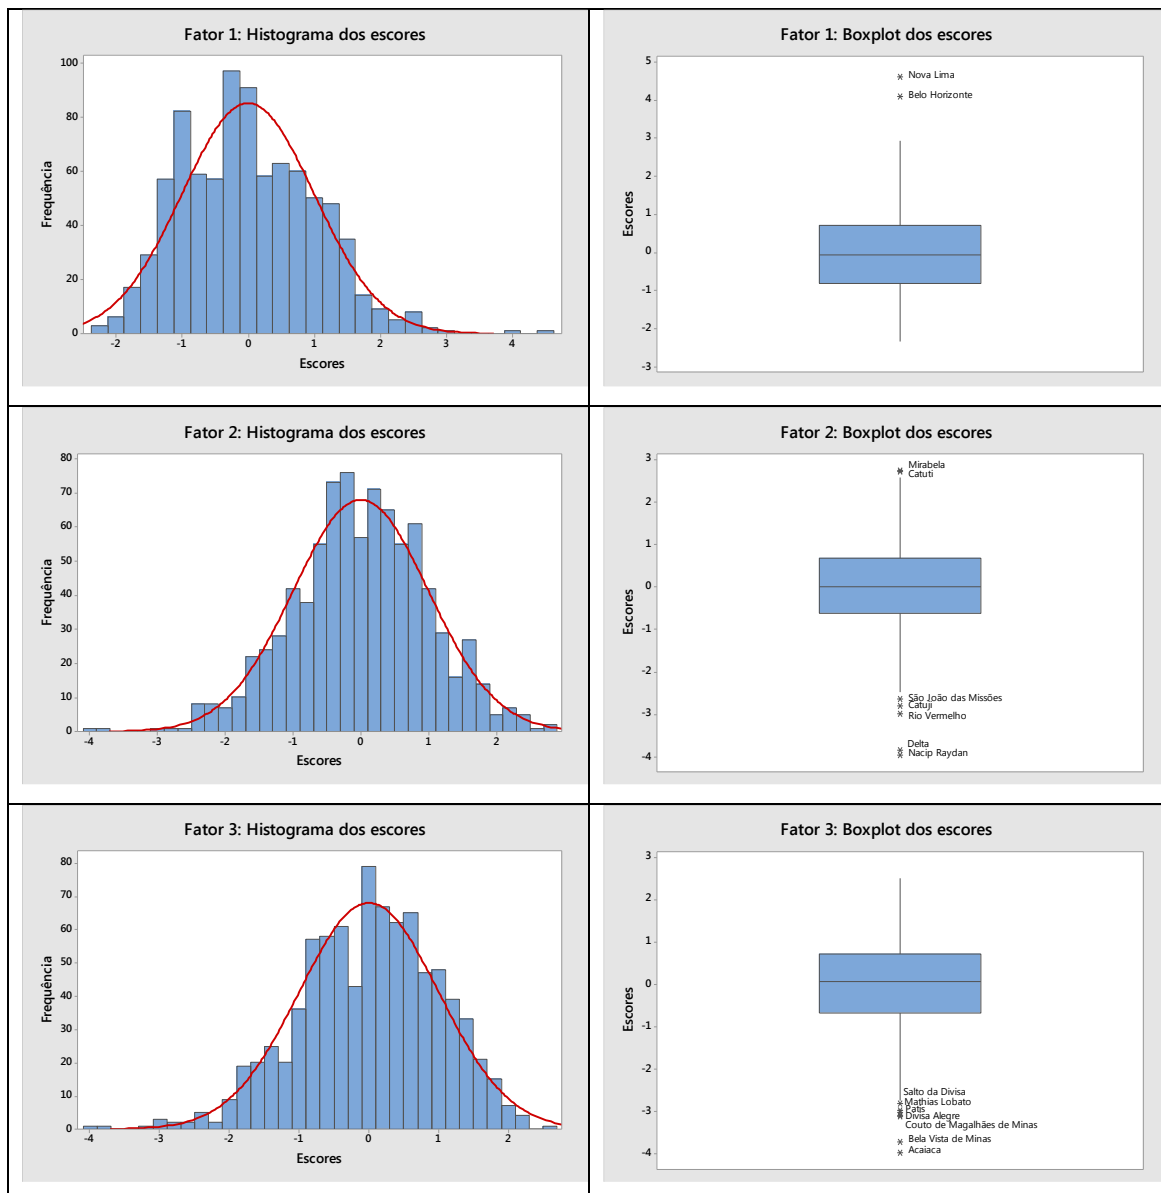 Fator 1: Histograma dos escores
100
80
60
40
20
0
Frequência
-2 -1 0 1 2 3 4
Escores
Fator 1: Boxplot dos escores
5
4
3
2
1
0
-1
-2
-3
Escores
Nova Lima
Belo Horizonte
Fator 2: Histograma dos escores
80
70
60
50
40
30
20
10
0
Frequência
-4 -3 -2 -1 0 1 2
Escores
Fator 2: Boxplot dos escores
3
2
1
0
-1
-2
-3
-4
Escores
Mirabela
Catuti
São João das Missões
Catuji
Rio Vermelho
Delta
Nacip Raydan
Fator 3: Histograma dos escores
80
70
60
50
40
30
20
10
0
Frequência
-4 -3 -2 -1 0 1 2
Escores
Fator 3: Boxplot dos escores
3
2
1
0
-1
-2
-3
-4
Escores
Salto da Divisa
Mathias Lobato
Patis
Divisa Alegre
Couto de Magalhães de Minas
Bela Vista de Minas
Acaiaca